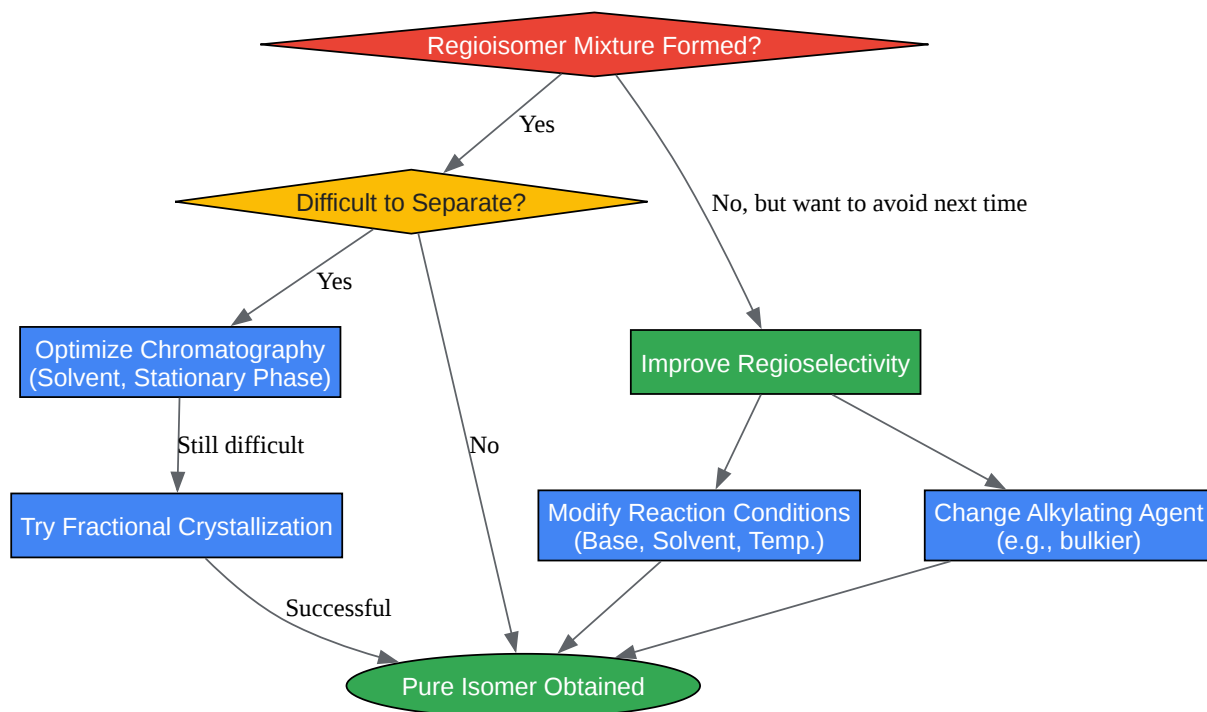 Regioisomer Mixture Formed?
Yes
Difficult to Separate?
No, but want to avoid next time
Yes
Optimize Chromatography
(Solvent, Stationary Phase)
Improve Regioselectivity
Still difficult
No
Try Fractional Crystallization
Modify Reaction Conditions
(Base, Solvent, Temp.)
Change Alkylating Agent
(e.g., bulkier)
Successful
Pure Isomer Obtained